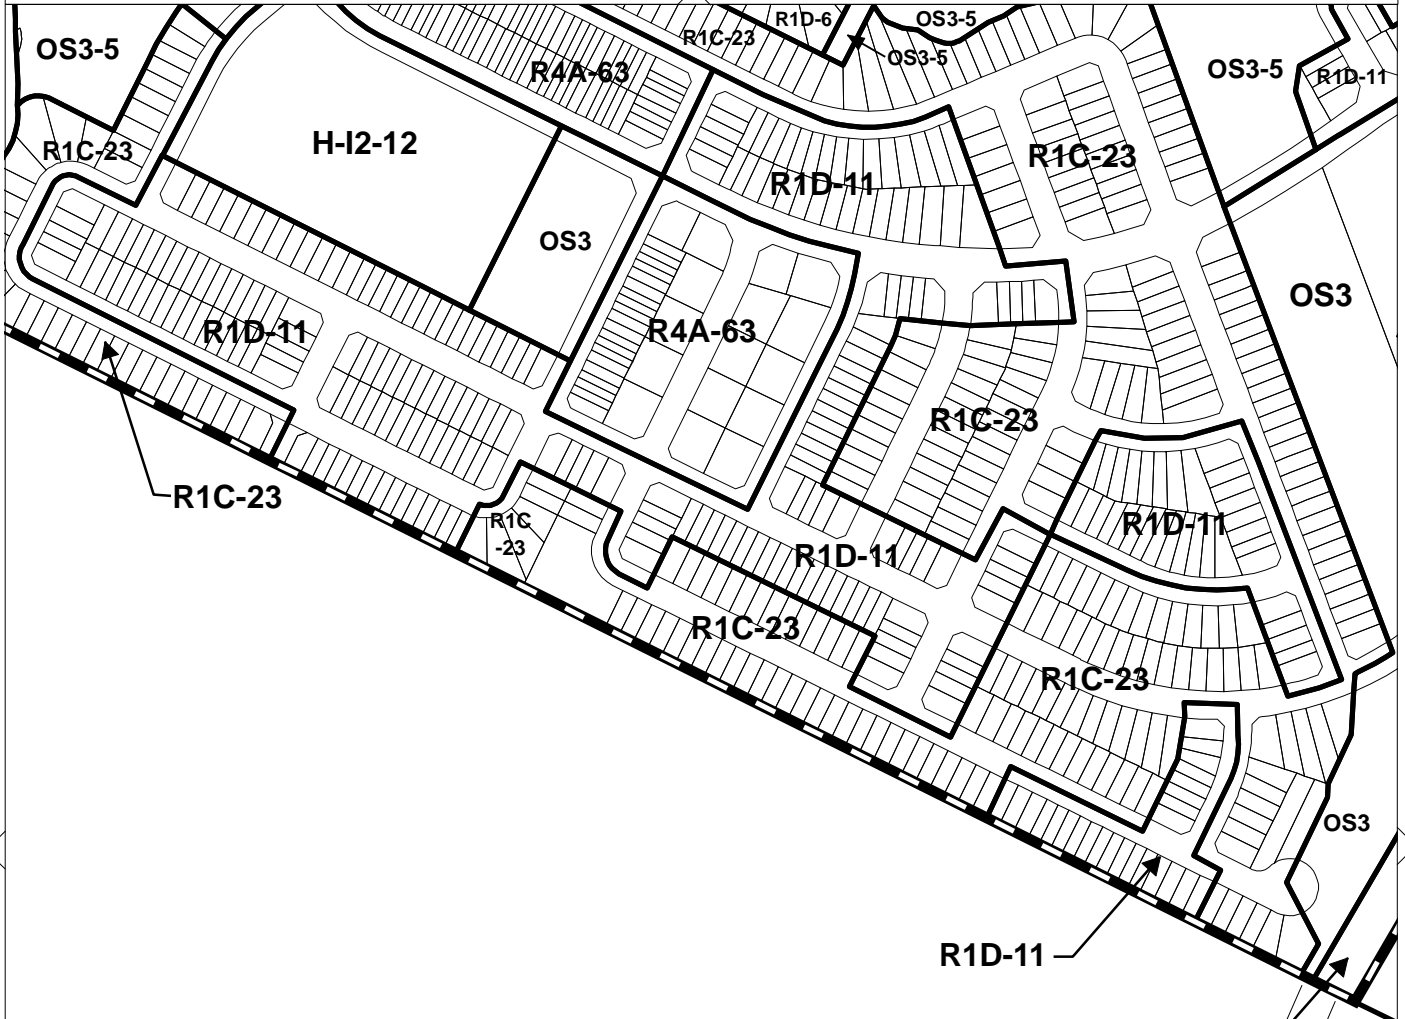 R1D-6
OS3-5
R1C-23
OS3-5
OS3-5
R4A-63
OS3-5
R1D-11
H-I2-12
R1C-23
R1C-23
R1D-11
OS3
OS3
R1D-11
R4A-63
R1C-23
R1C-23
R1C
-23
R1D-11
R1D-11
R1C-23
R1C-23
OS3
R1D-11